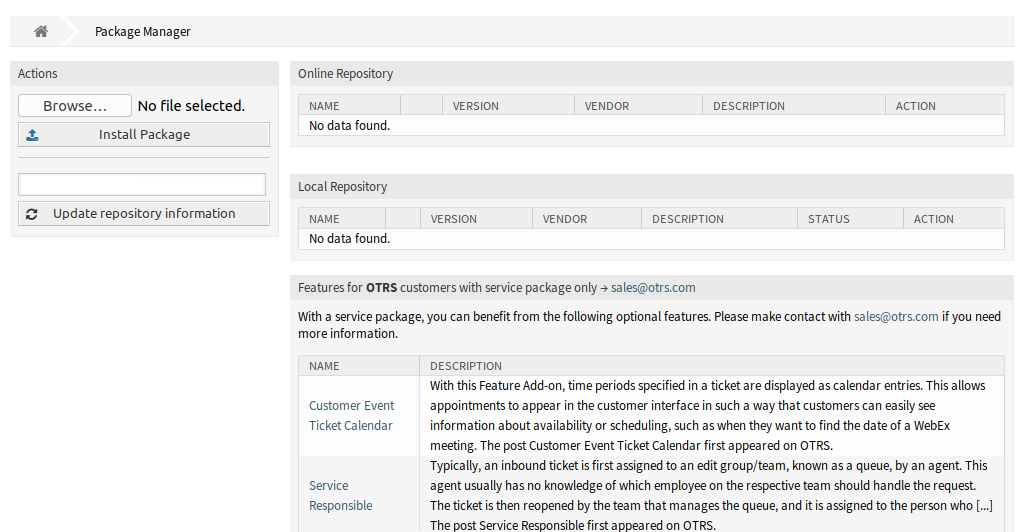 Package Manager
Actions
Browse...
No file selected.
Install Package
Update repository information
Online Repository
NAME VERSION VENDOR DESCRIPTION ACTION
No data found.
Local Repository
NAME VERSION VENDOR DESCRIPTION STATUS ACTION
No data found.
Features for OTRS customers with service package only → sales@otrs.com
With a service package, you can benefit from the following optional features. Please make contact with sales@otrs.com if you need
more information.
NAME DESCRIPTION
Customer Event
Ticket Calendar
With this Feature Add-on, time periods specified in a ticket are displayed as calendar entries. This allows
appointments to appear in the customer interface in such a way that customers can easily see
information about availability or scheduling, such as when they want to find the date of a WebEx
meeting. The post Customer Event Ticket Calendar first appeared on OTRS.
Service
Responsible
Typically, an inbound ticket is first assigned to an edit group/team, known as a queue, by an agent. This
agent usually has no knowledge of which employee on the respective team should handle the request.
The ticket is then reopened by the team that manages the queue, and it is assigned to the person who [...]
The post Service Responsible first appeared on OTRS.